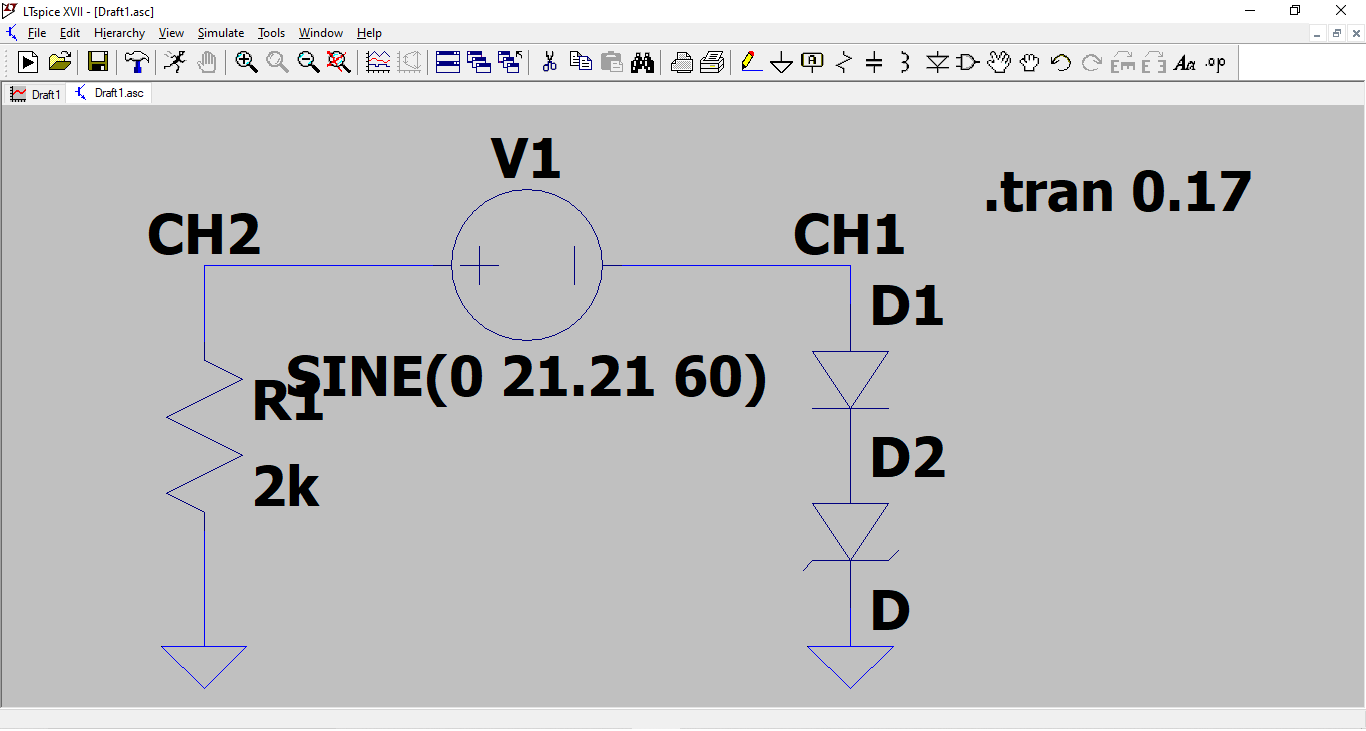 LTspice XVII - [Draft1.asc]
File Edit Hierarchy View Simulate Tools Window Help
Aa .op
Draft1 Draft1.asc
V1
.tran 0.17
CH2
CH1
D1
SINE(0 21.21 60)
R1
D2
2k
D